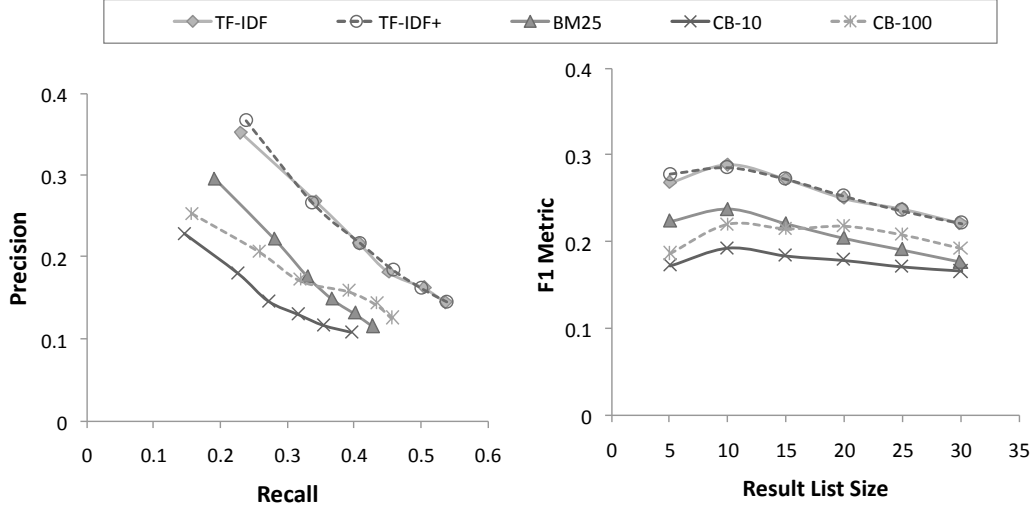 TF-IDF TF-IDF+ BM25 CB-10 CB-100
0.4
0.3
0.2
0.1
0
Precision
0 0.1 0.2 0.3 0.4 0.5 0.6
Recall
0.4
0.3
0.2
0.1
0
F1 Metric
0 5 10 15 20 25 30 35
Result List Size